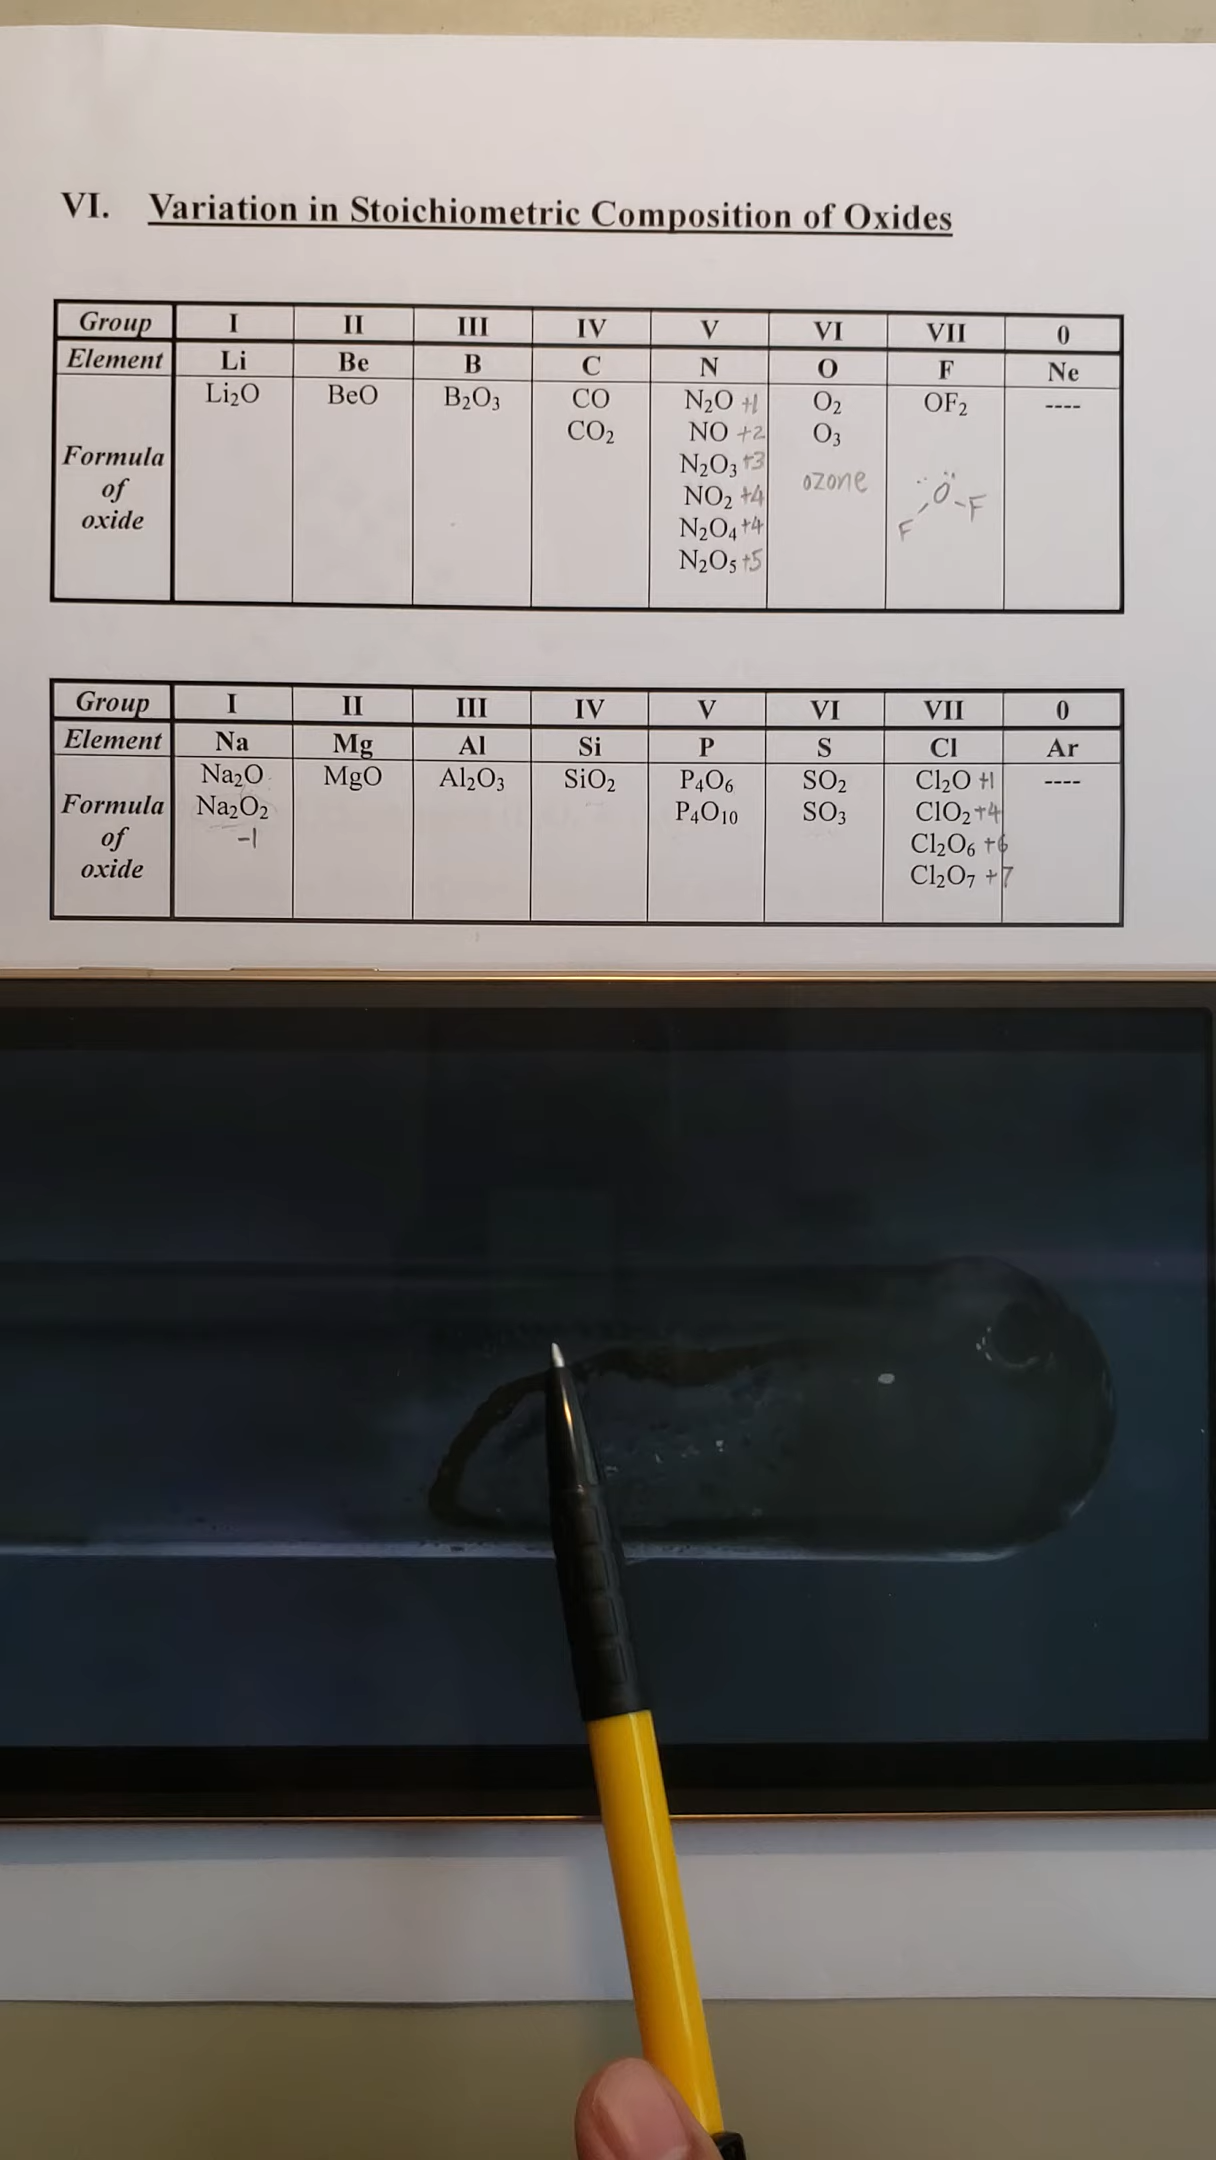 VI. Variation in Stoichiometric Composition of Oxides
Group I II III IV V VI VII 0
Element Li Be B C N O F Ne
Formula of oxide
Li₂O BeO B₂O₃ CO N₂O +1 O₂ OF₂ ----
CO₂ NO +2 O₃
N₂O₃ +3
ozone
NO₂ +4
O
F F
N₂O₄ +4
N₂O₅ +5
Group I II III IV V VI VII 0
Element Na Mg Al Si P S Cl Ar
Formula of oxide
Na₂O MgO Al₂O₃ SiO₂ P₄O₆ SO₂ Cl₂O +1 ----
Na₂O₂ P₄O₁₀ SO₃ ClO₂ +4
-1 Cl₂O₆ +6
Cl₂O₇ +7